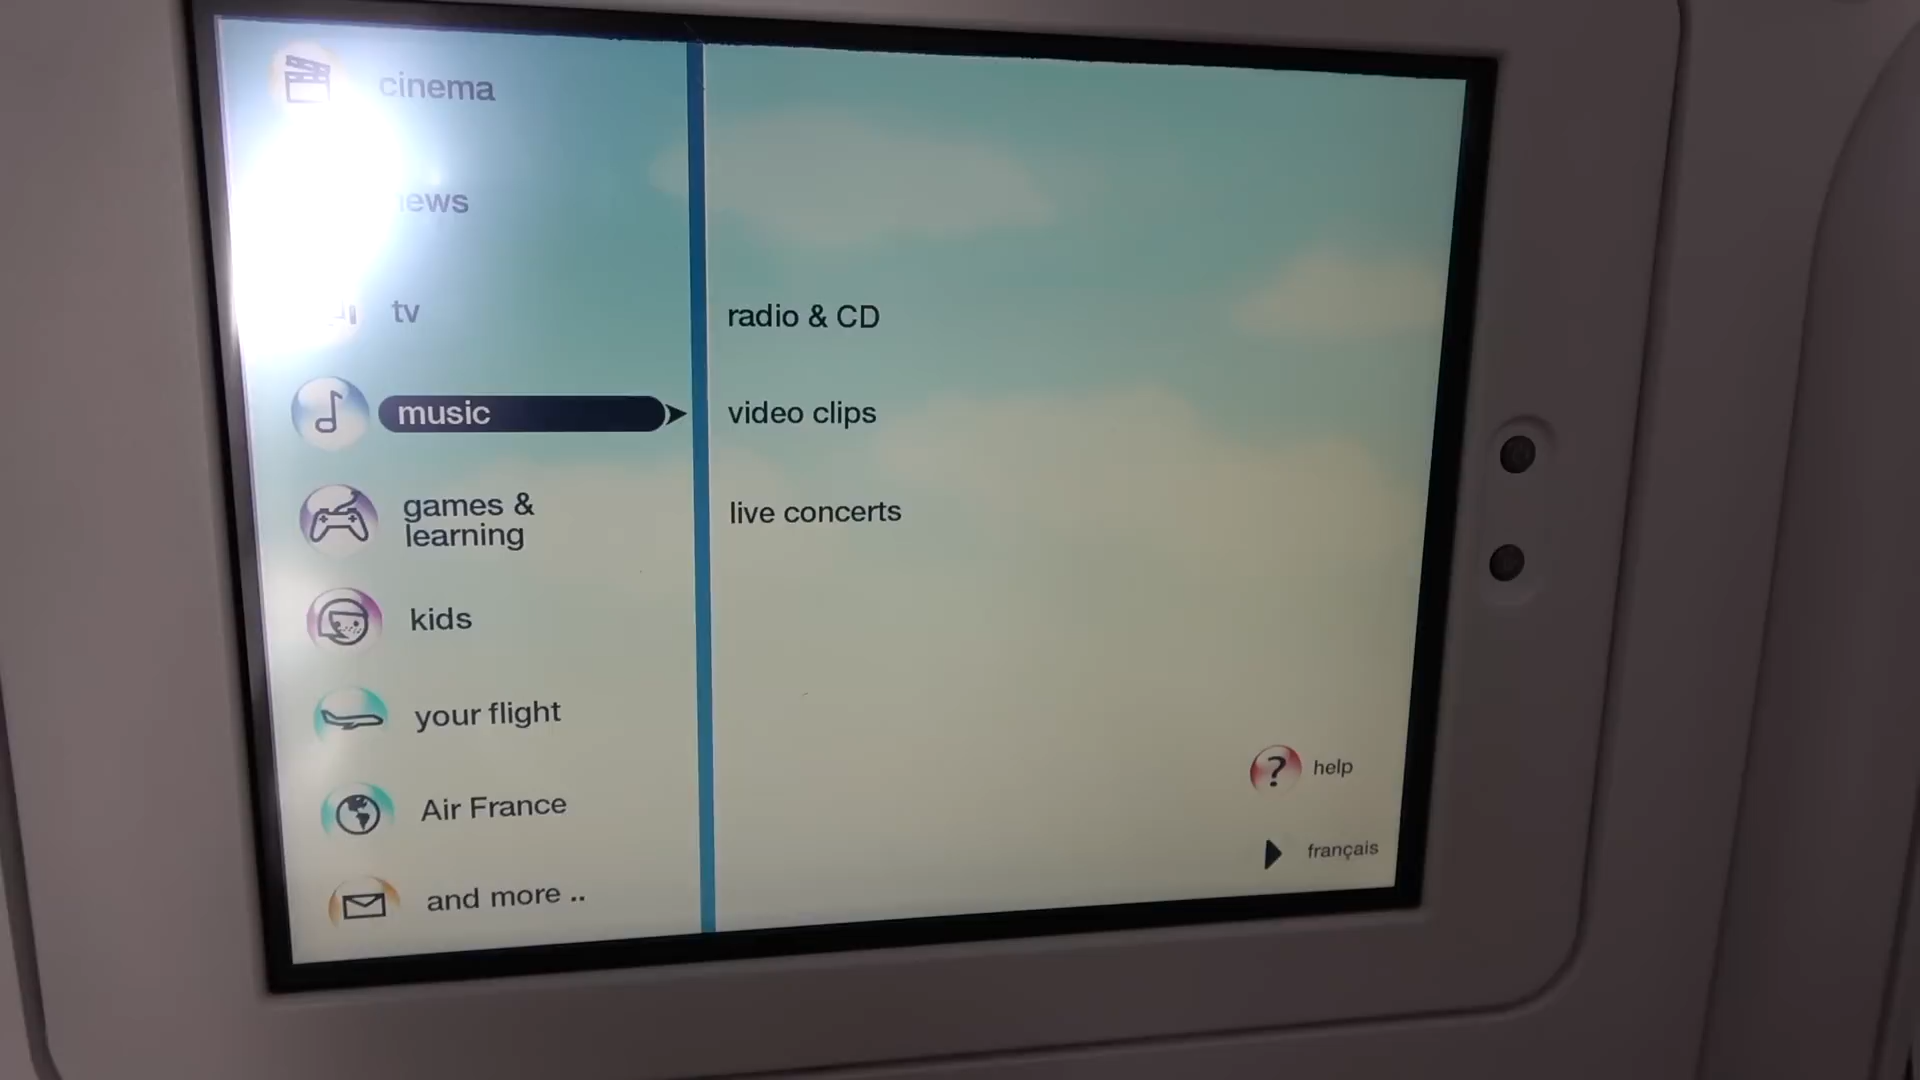 cinema
news
tv
music
games &
learning
kids
your flight
Air France
and more ..
radio & CD
video clips
live concerts
? help
français